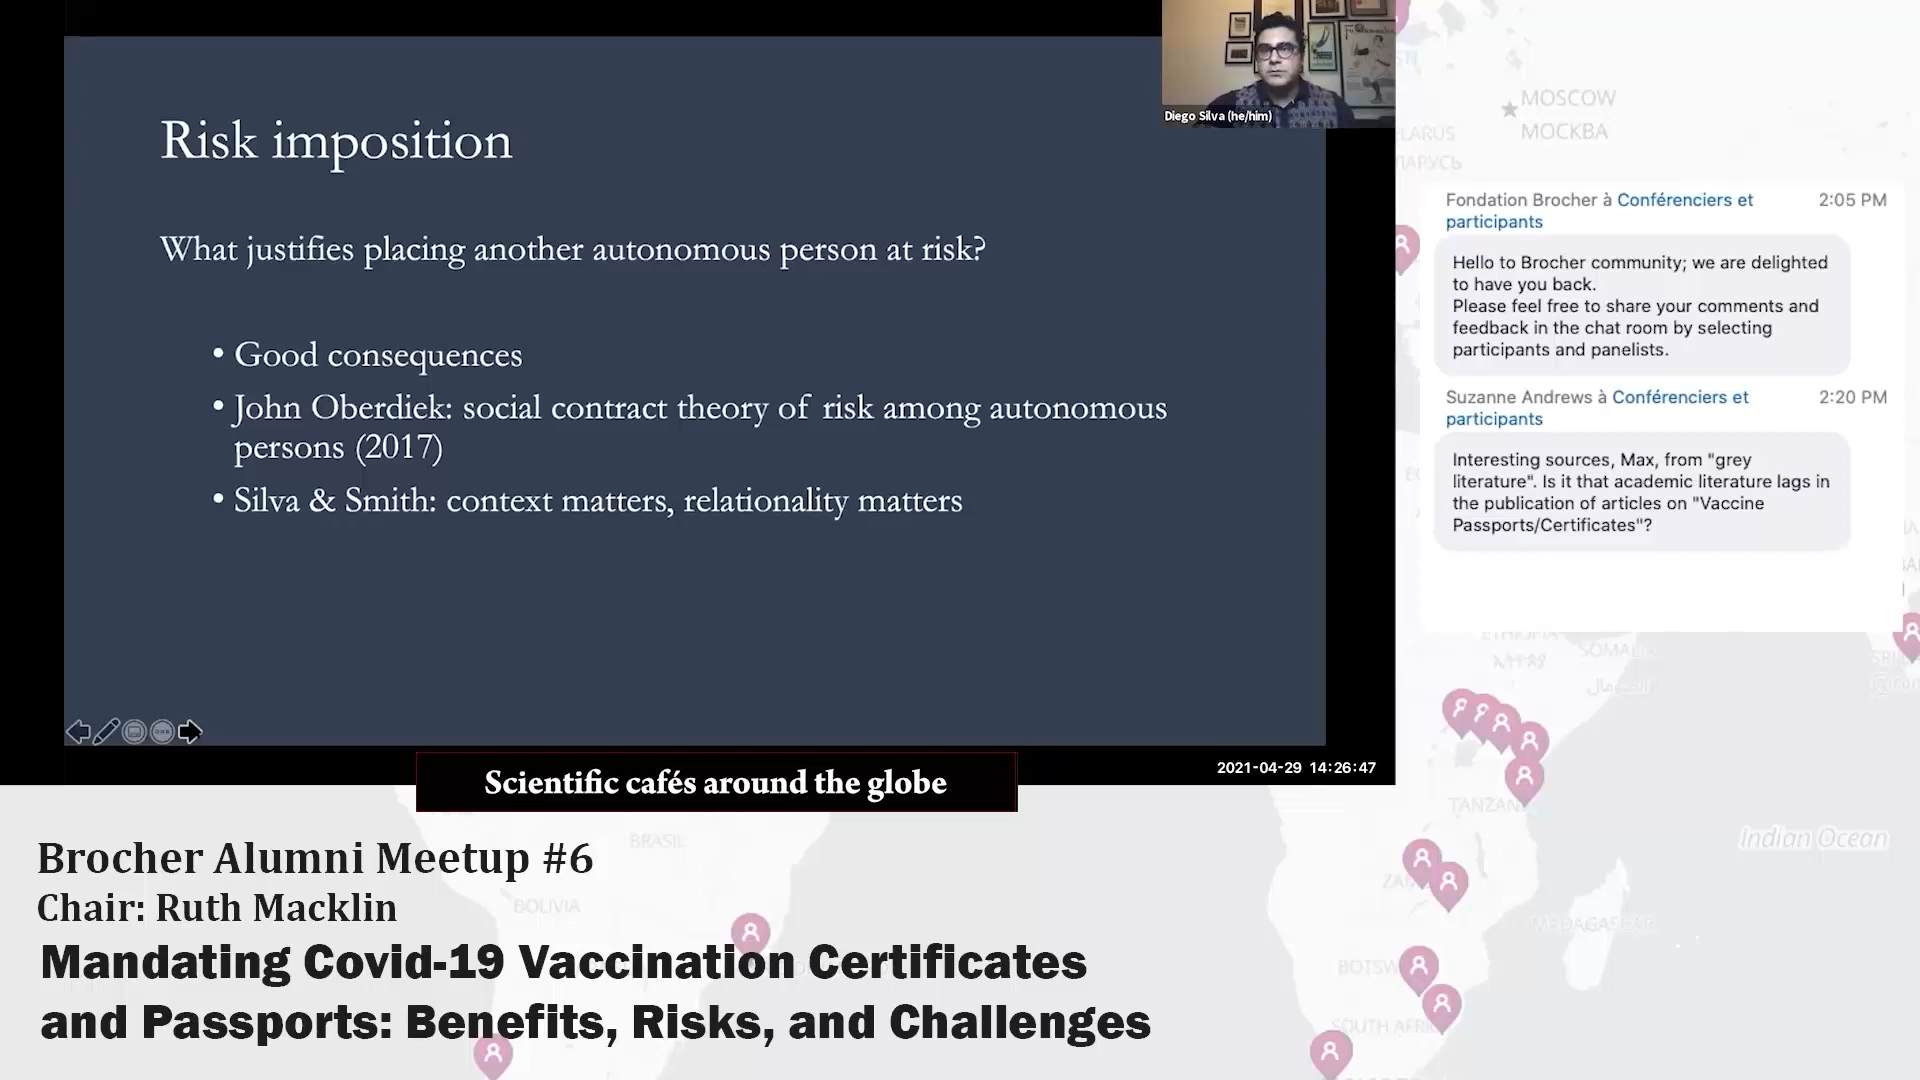 Risk imposition
What justifies placing another autonomous person at risk?
• Good consequences
• John Oberdiek: social contract theory of risk among autonomous
persons (2017)
• Silva & Smith: context matters, relationality matters
Diego Silva (he/him)
2021-04-29 14:26:47
Scientific cafés around the globe
Brocher Alumni Meetup #6
Chair: Ruth Macklin
Mandating Covid-19 Vaccination Certificates
and Passports: Benefits, Risks, and Challenges
Fondation Brocher à Conférenciers et
participants
2:05 PM
Hello to Brocher community; we are delighted
to have you back.
Please feel free to share your comments and
feedback in the chat room by selecting
participants and panelists.
Suzanne Andrews à Conférenciers et
participants
2:20 PM
Interesting sources, Max, from "grey
literature". Is it that academic literature lags in
the publication of articles on "Vaccine
Passports/Certificates"?
MOSCOW
МОСКВА
BRASIL
BOLIVIA
Indian Ocean